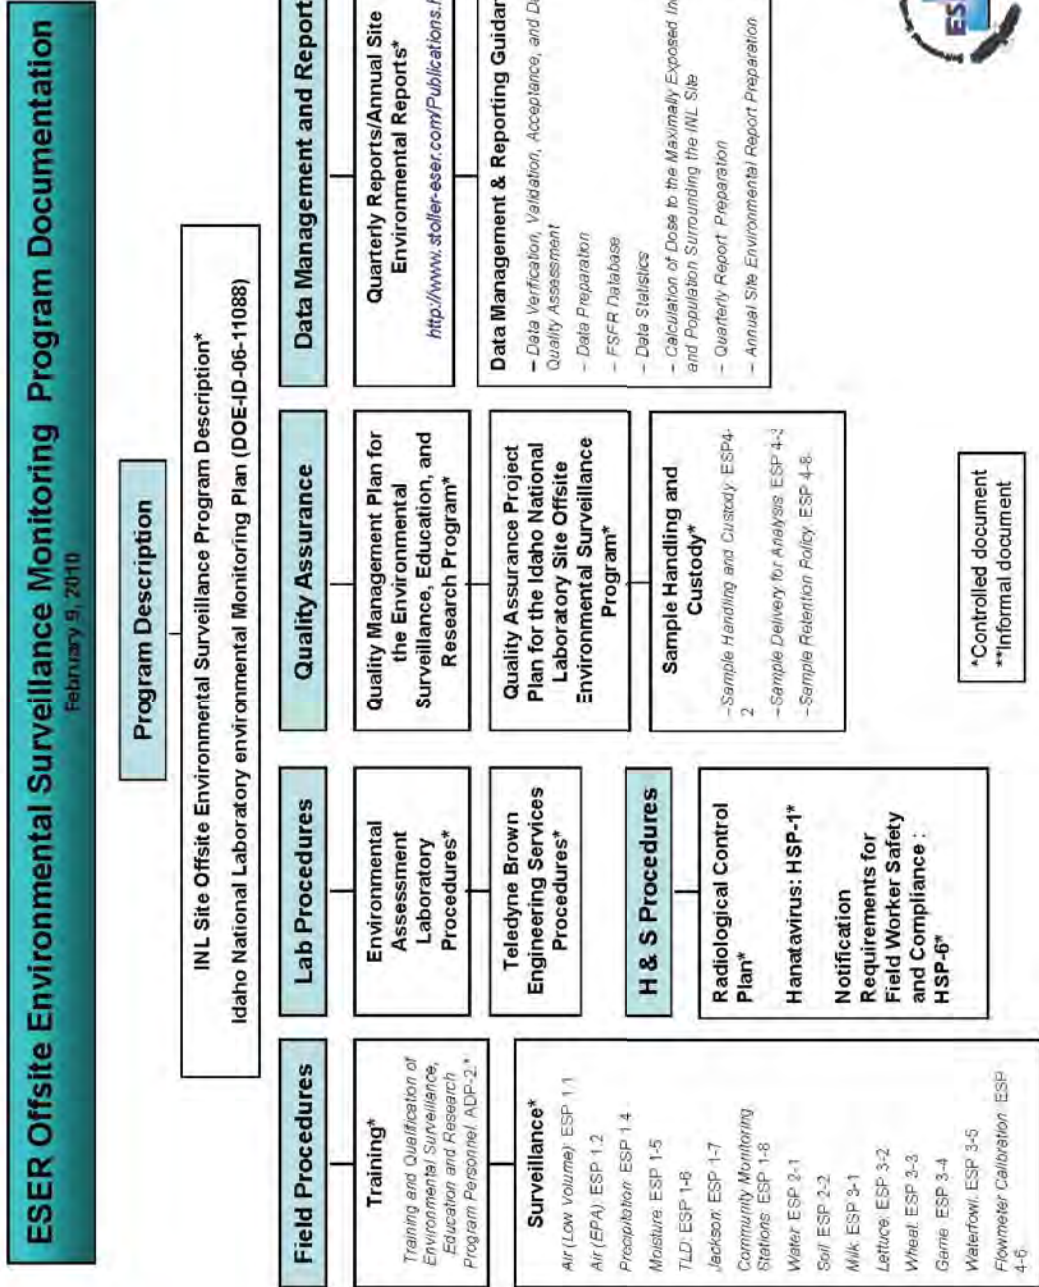 ESER Offsite Environmental Surveillance Monitoring Program Documentation
February 9, 2010
Program Description
INL Site Offsite Environmental Surveillance Program Description*
Idaho National Laboratory environmental Monitoring Plan (DOE-ID-06-11088)
Field Procedures
Training*
Training and Qualification of
Environmental Surveillance,
Education and Research
Program Personnel. ADP-2.*
Surveillance*
Air (Low Volume): ESP 1.1
Air (EPA): ESP 1.2
Precipitation: ESP 1.4
Moisture: ESP 1-5
TLD: ESP 1-6
Jackson: ESP 1-7
Community Monitoring
Stations: ESP 1-8
Water: ESP 2-1
Soil: ESP 2-2
Milk: ESP 3-1
Lettuce: ESP 3-2
Wheat: ESP 3-3
Game: ESP 3-4
Waterfowl: ESP 3-5
Flowmeter Calibration: ESP
4-6
Lab Procedures
Environmental
Assessment
Laboratory
Procedures*
Teledyne Brown
Engineering Services
Procedures*
H & S Procedures
Radiological Control
Plan*
Hanatavirus: HSP-1*
Notification
Requirements for
Field Worker Safety
and Compliance :
HSP-6*
Quality Assurance
Quality Management Plan for
the Environmental
Surveillance, Education, and
Research Program*
Quality Assurance Project
Plan for the Idaho National
Laboratory Site Offsite
Environmental Surveillance
Program*
Sample Handling and
Custody*
–Sample Handling and Custody: ESP4-
2
–Sample Delivery for Analysis: ESP 4-3
–Sample Retention Policy: ESP 4-8
Data Management and Report
Quarterly Reports/Annual Site
Environmental Reports*
http://www.stoller-eser.com/Publications.h
Data Management & Reporting Guidan
– Data Verification, Validation, Acceptance, and Da
Quality Assessment
– Data Preparation
– ESER Database
– Data Statistics
– Calculation of Dose to the Maximally Exposed In
and Population Surrounding the INL Site
– Quarterly Report Preparation
– Annual Site Environmental Report Preparation
*Controlled document
**Informal document
ES